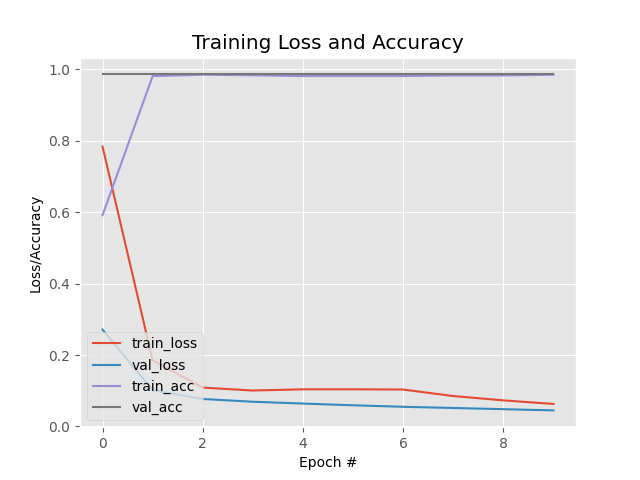 Training Loss and Accuracy
1.0
0.8
0.6
0.4
0.2
0.0
Loss/Accuracy
train_loss
val_loss
train_acc
val_acc
0 2 4 6 8
Epoch #